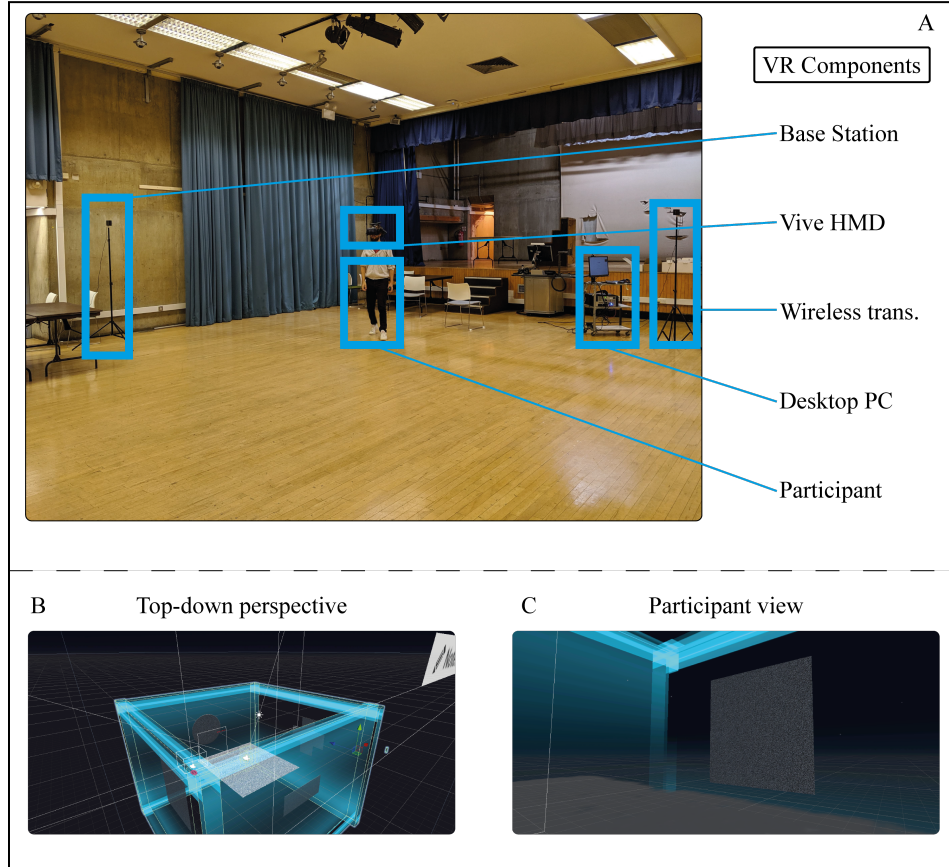 A
VR Components
Base Station
Vive HMD
Wireless trans.
Desktop PC
Participant
B
Top-down perspective
C
Participant view